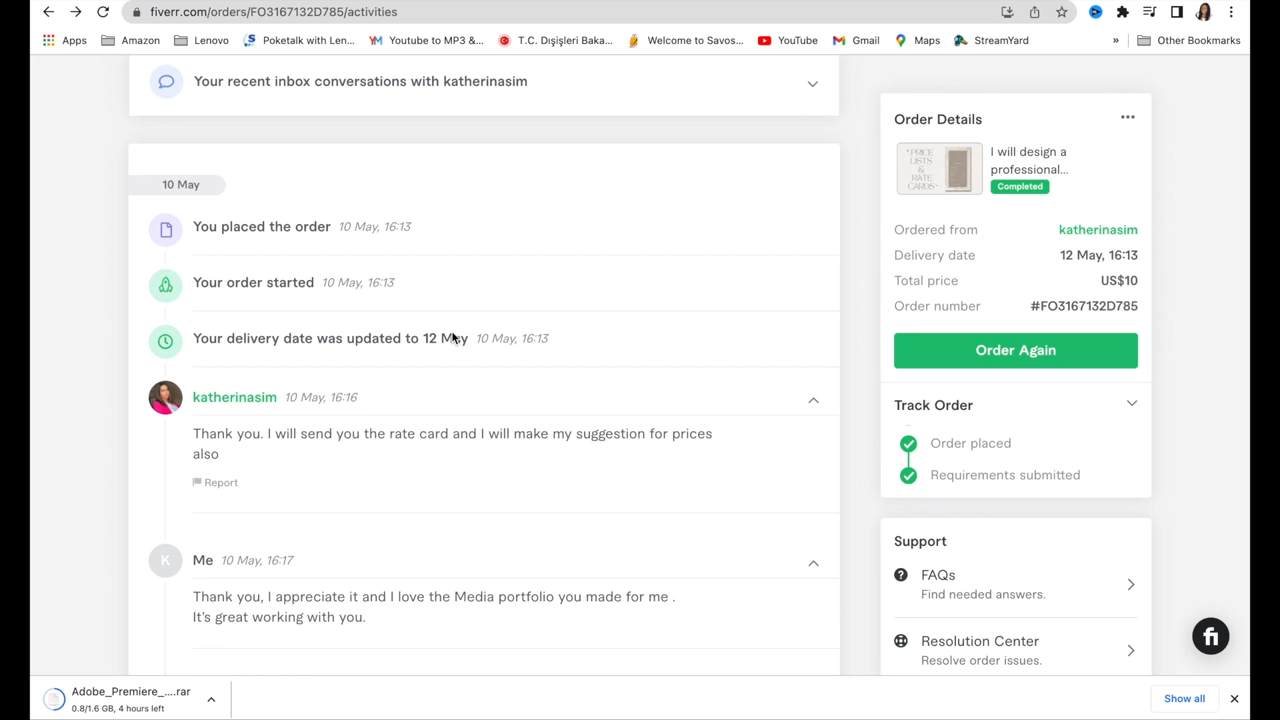 fiverr.com/orders/FO3167132D785/activities
Apps
Amazon
Lenovo
Poketalk with Len...
Youtube to MP3 &...
T.C. Dışişleri Baka...
Welcome to Savos...
YouTube
Gmail
Maps
StreamYard
»
Other Bookmarks
Your recent inbox conversations with katherinasim
10 May
You placed the order 10 May, 16:13
Your order started 10 May, 16:13
Your delivery date was updated to 12 May 10 May, 16:13
katherinasim 10 May, 16:16
Thank you. I will send you the rate card and I will make my suggestion for prices
also
Report
K
Me 10 May, 16:17
Thank you, I appreciate it and I love the Media portfolio you made for me .
It's great working with you.
Order Details
PRICE
LISTS
&
RATE
CARDS
I will design a
professional...
Completed
Ordered from katherinasim
Delivery date 12 May, 16:13
Total price US$10
Order number #FO3167132D785
Order Again
Track Order
Order placed
Requirements submitted
Support
FAQs
Find needed answers.
Resolution Center
Resolve order issues.
fi
Adobe_Premiere_....rar
0.8/1.6 GB, 4 hours left
Show all